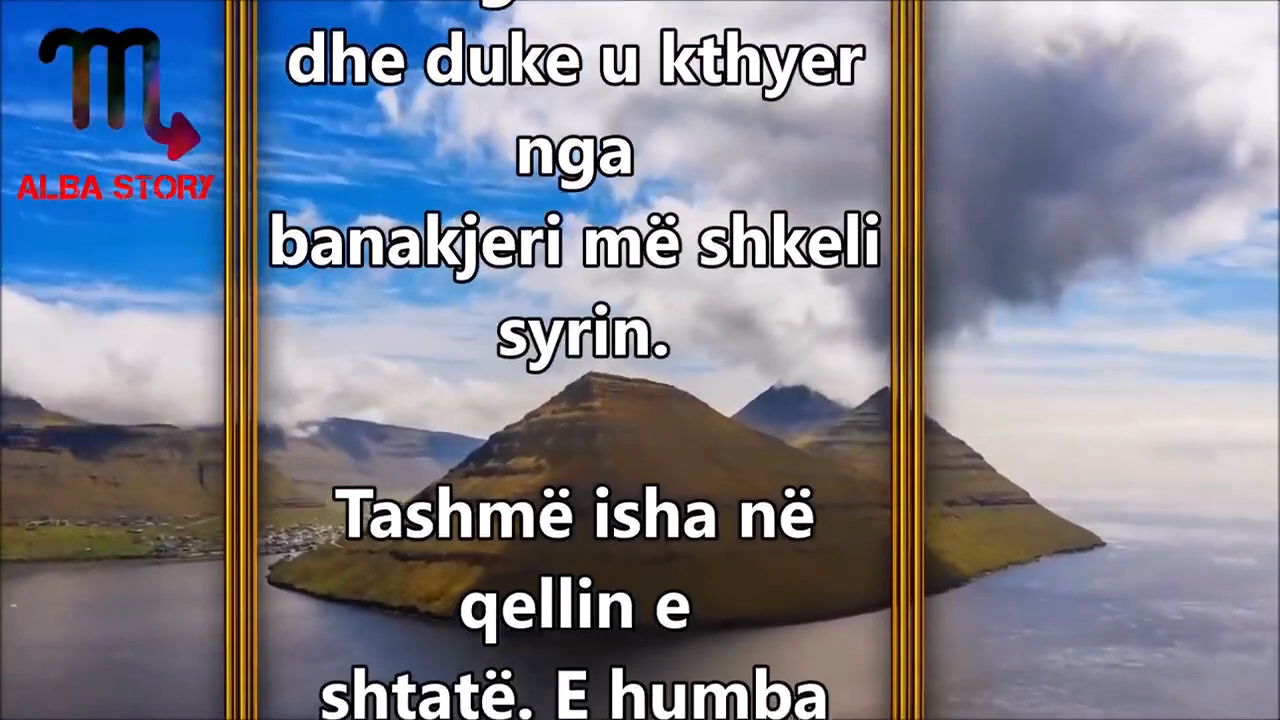 ALBA STORY
dhe duke u kthyer
nga
banakjeri më shkeli
syrin.
Tashmë isha në
qellin e
shtatë. E humba